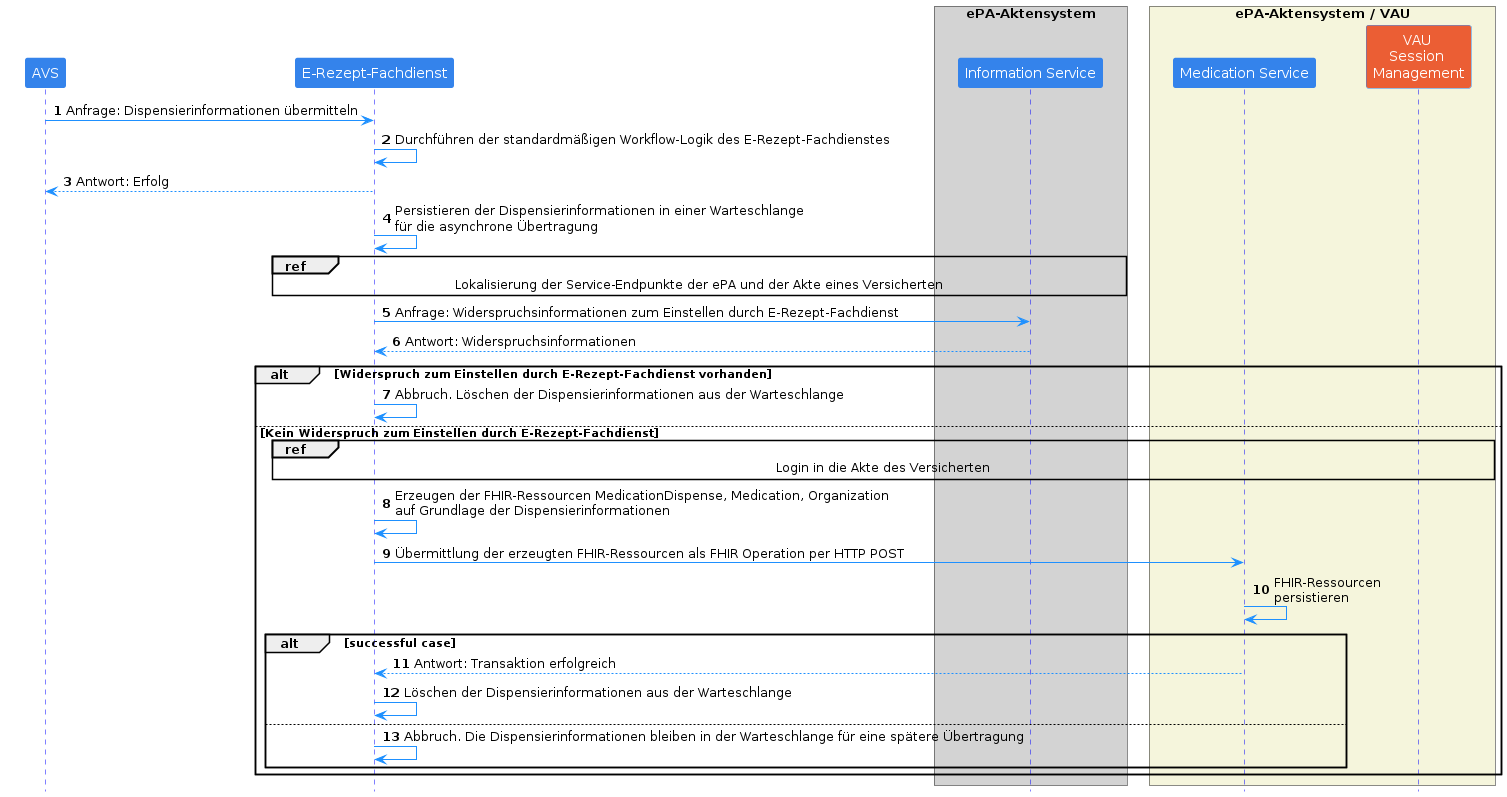 ePA-Aktensystem
ePA-Aktensystem / VAU
AVS
E-Rezept-Fachdienst
Information Service
Medication Service
VAU
Session
Management
1 Anfrage: Dispensierinformationen übermitteln
2 Durchführen der standardmäßigen Workflow-Logik des E-Rezept-Fachdienstes
3 Antwort: Erfolg
4 Persistieren der Dispensierinformationen in einer Warteschlange
für die asynchrone Übertragung
ref
Lokalisierung der Service-Endpunkte der ePA und der Akte eines Versicherten
5 Anfrage: Widerspruchsinformationen zum Einstellen durch E-Rezept-Fachdienst
6 Antwort: Widerspruchsinformationen
alt [Widerspruch zum Einstellen durch E-Rezept-Fachdienst vorhanden]
7 Abbruch. Löschen der Dispensierinformationen aus der Warteschlange
[Kein Widerspruch zum Einstellen durch E-Rezept-Fachdienst]
ref
Login in die Akte des Versicherten
8 Erzeugen der FHIR-Ressourcen MedicationDispense, Medication, Organization
auf Grundlage der Dispensierinformationen
9 Übermittlung der erzeugten FHIR-Ressourcen als FHIR Operation per HTTP POST
10 FHIR-Ressourcen
persistieren
alt [successful case]
11 Antwort: Transaktion erfolgreich
12 Löschen der Dispensierinformationen aus der Warteschlange
13 Abbruch. Die Dispensierinformationen bleiben in der Warteschlange für eine spätere Übertragung